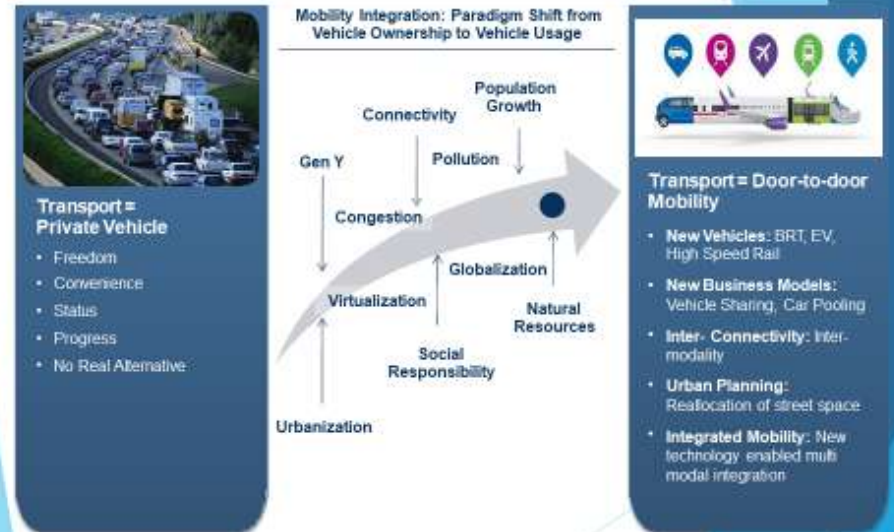 Mobility Integration: Paradigm Shift from
Vehicle Ownership to Vehicle Usage
Transport =
Private Vehicle
• Freedom
• Convenience
• Status
• Progress
• No Real Alternative
Population
Growth
Connectivity
Pollution
Gen Y
Congestion
Globalization
Virtualization
Natural
Resources
Social
Responsibility
Urbanization
Transport = Door-to-door
Mobility
• New Vehicles: BRT, EV,
High Speed Rail
• New Business Models:
Vehicle Sharing, Car Pooling
• Inter- Connectivity: Inter-
modality
• Urban Planning:
Reallocation of street space
• Integrated Mobility: New
technology enabled multi
modal integration